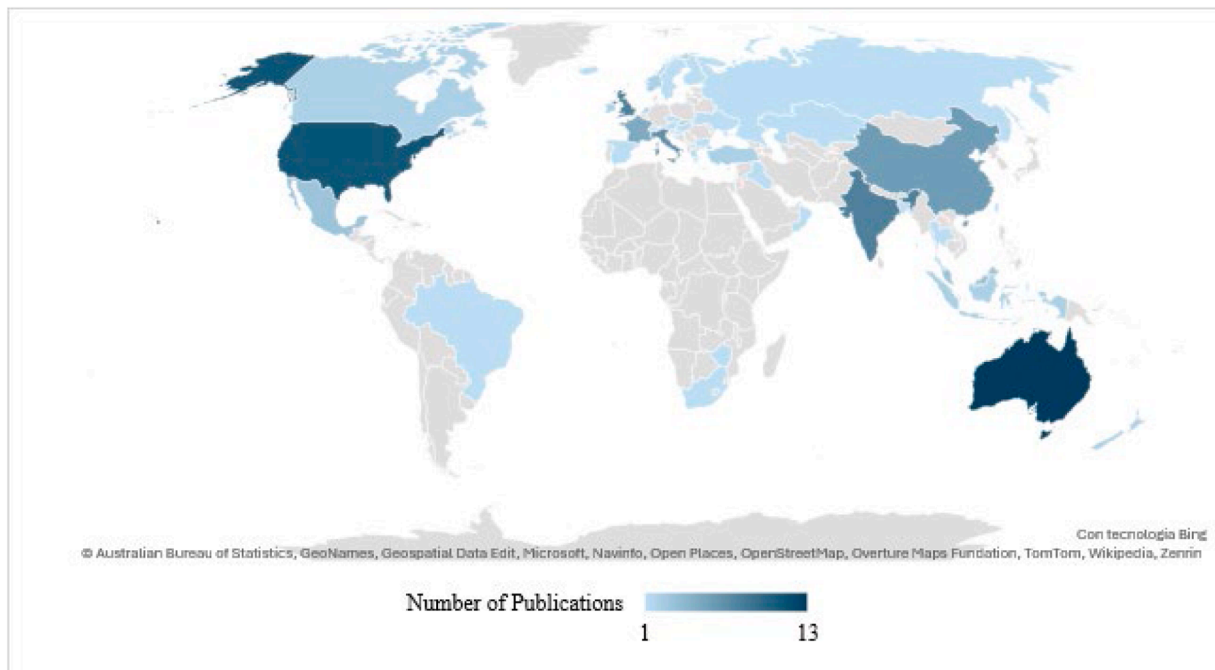 Con tecnologia Bing
© Australian Bureau of Statistics, GeoNames, Geospatial Data Edit, Microsoft, Navinfo, Open Places, OpenStreetMap, Overture Maps Fundation, TomTom, Wikipedia, Zenrin
Number of Publications
1 13